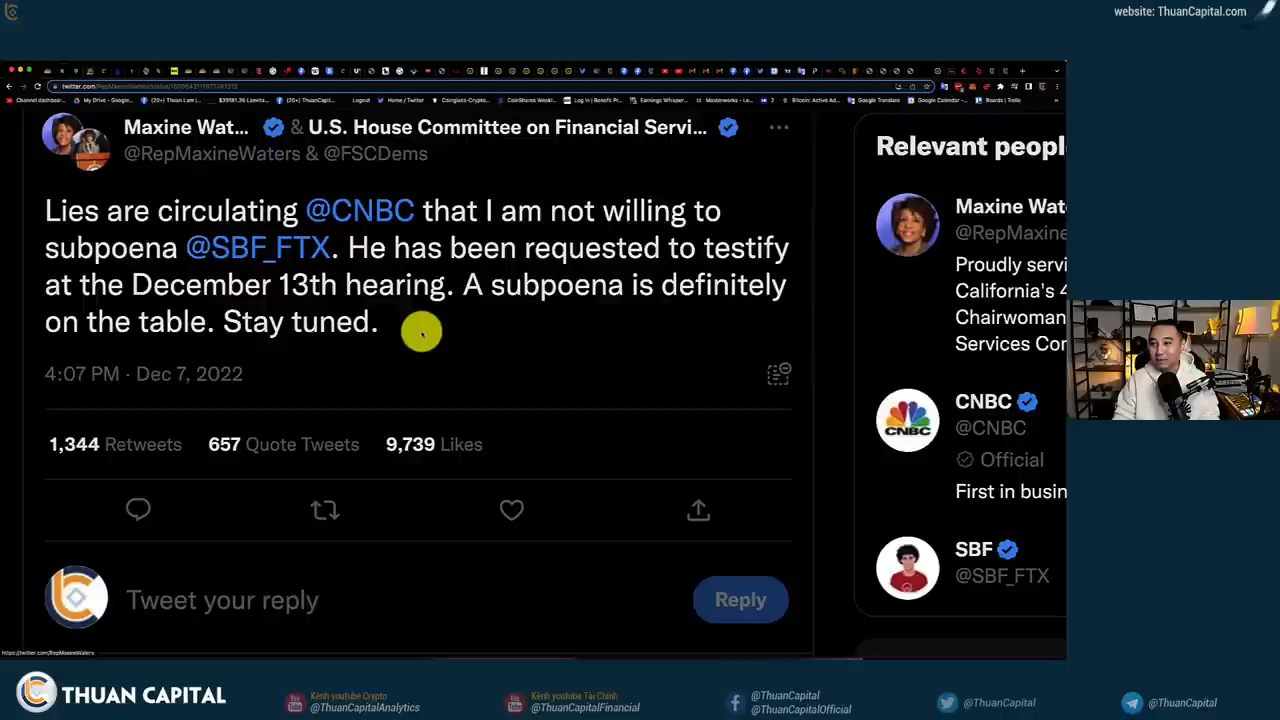 website: ThuanCapital.com
Maxine Wat... & U.S. House Committee on Financial Servi...
@RepMaxineWaters & @FSCDems
Lies are circulating @CNBC that I am not willing to
subpoena @SBF_FTX. He has been requested to testify
at the December 13th hearing. A subpoena is definitely
on the table. Stay tuned.
4:07 PM · Dec 7, 2022
1,344 Retweets 657 Quote Tweets 9,739 Likes
Tweet your reply
Reply
Relevant peopl
Maxine Wat
@RepMaxine
Proudly servi
California's 4
Chairwoman
Services Cor
CNBC
@CNBC
Official
First in busin
SBF
@SBF_FTX
https://twitter.com/RepMaxineWaters
THUAN CAPITAL
Kênh youtube Crypto
@ThuanCapitalAnalytics
Kênh youtube Tài Chính
@ThuanCapitalFinancial
@ThuanCapital
@ThuanCapitalOfficial
@ThuanCapital
@ThuanCapital